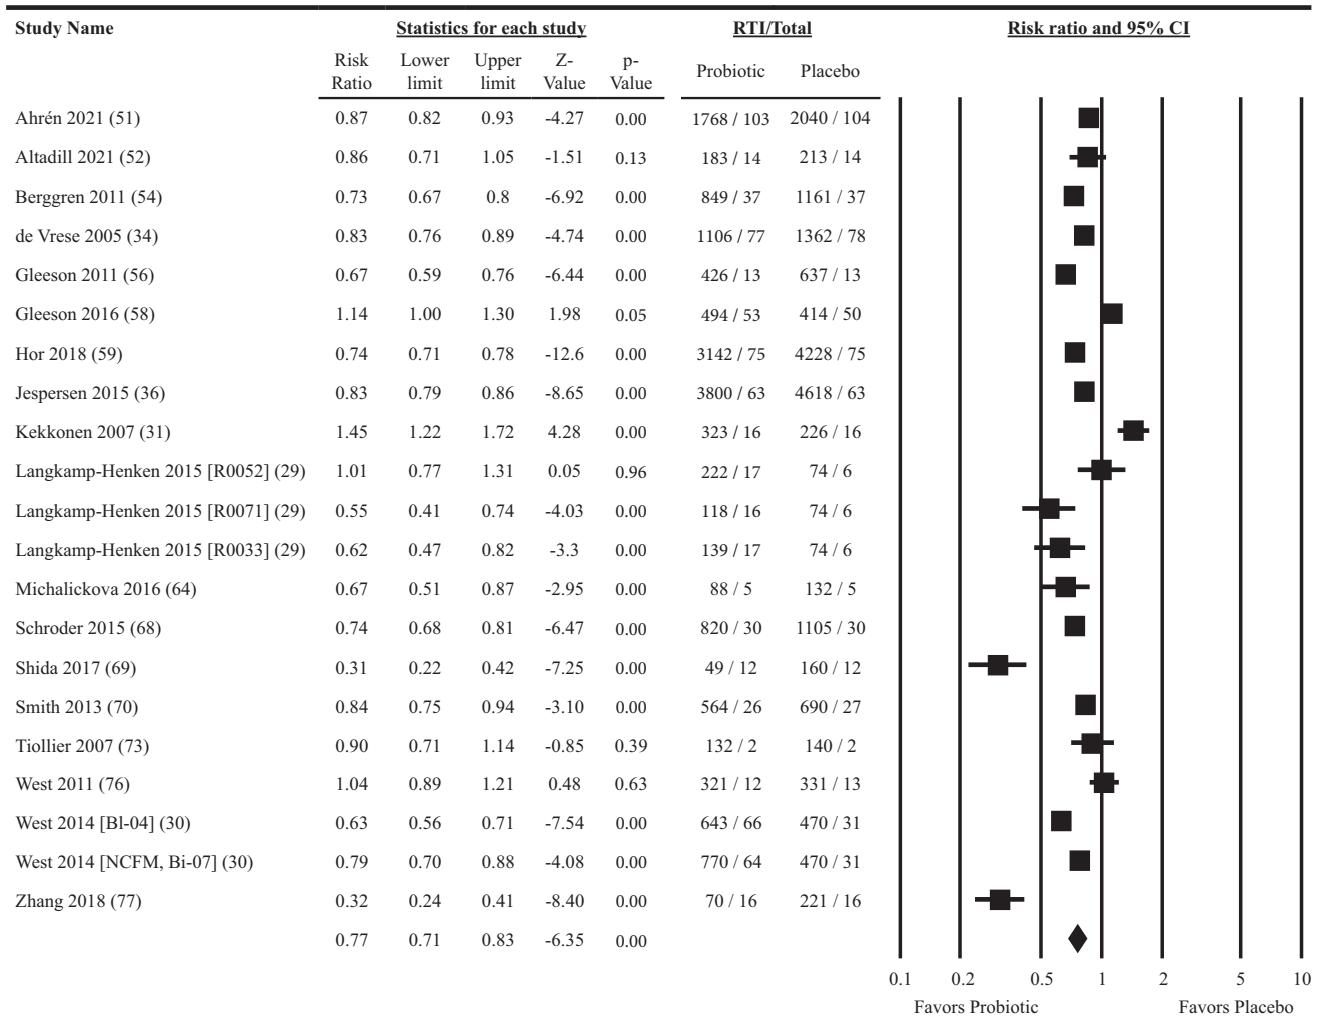 Study Name Statistics for each study RTI/Total Risk ratio and 95% CI
Risk Lower Upper Z- p-
Ratio limit limit Value Value Probiotic Placebo
Ahrén 2021 (51) 0.87 0.82 0.93 -4.27 0.00 1768 / 103 2040 / 104
Altadill 2021 (52) 0.86 0.71 1.05 -1.51 0.13 183 / 14 213 / 14
Berggren 2011 (54) 0.73 0.67 0.8 -6.92 0.00 849 / 37 1161 / 37
de Vrese 2005 (34) 0.83 0.76 0.89 -4.74 0.00 1106 / 77 1362 / 78
Gleeson 2011 (56) 0.67 0.59 0.76 -6.44 0.00 426 / 13 637 / 13
Gleeson 2016 (58) 1.14 1.00 1.30 1.98 0.05 494 / 53 414 / 50
Hor 2018 (59) 0.74 0.71 0.78 -12.6 0.00 3142 / 75 4228 / 75
Jespersen 2015 (36) 0.83 0.79 0.86 -8.65 0.00 3800 / 63 4618 / 63
Kekkonen 2007 (31) 1.45 1.22 1.72 4.28 0.00 323 / 16 226 / 16
Langkamp-Henken 2015 [R0052] (29) 1.01 0.77 1.31 0.05 0.96 222 / 17 74 / 6
Langkamp-Henken 2015 [R0071] (29) 0.55 0.41 0.74 -4.03 0.00 118 / 16 74 / 6
Langkamp-Henken 2015 [R0033] (29) 0.62 0.47 0.82 -3.3 0.00 139 / 17 74 / 6
Michalickova 2016 (64) 0.67 0.51 0.87 -2.95 0.00 88 / 5 132 / 5
Schroder 2015 (68) 0.74 0.68 0.81 -6.47 0.00 820 / 30 1105 / 30
Shida 2017 (69) 0.31 0.22 0.42 -7.25 0.00 49 / 12 160 / 12
Smith 2013 (70) 0.84 0.75 0.94 -3.10 0.00 564 / 26 690 / 27
Tiollier 2007 (73) 0.90 0.71 1.14 -0.85 0.39 132 / 2 140 / 2
West 2011 (76) 1.04 0.89 1.21 0.48 0.63 321 / 12 331 / 13
West 2014 [Bl-04] (30) 0.63 0.56 0.71 -7.54 0.00 643 / 66 470 / 31
West 2014 [NCFM, Bi-07] (30) 0.79 0.70 0.88 -4.08 0.00 770 / 64 470 / 31
Zhang 2018 (77) 0.32 0.24 0.41 -8.40 0.00 70 / 16 221 / 16
0.77 0.71 0.83 -6.35 0.00
0.1 0.2 0.5 1 2 5 10
Favors Probiotic Favors Placebo